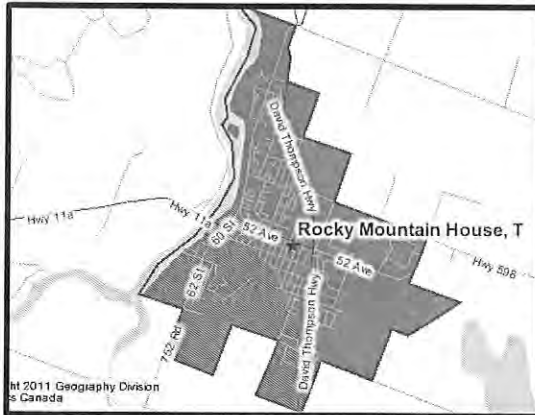 David Thompson Hwy
Hwy 11a
Hwy 11a
60 St
52 Ave
Rocky Mountain House, T
52 Ave
Hwy 598
62 St
752 Rd
David Thompson Hwy
ht 2011 Geography Division
s Canada